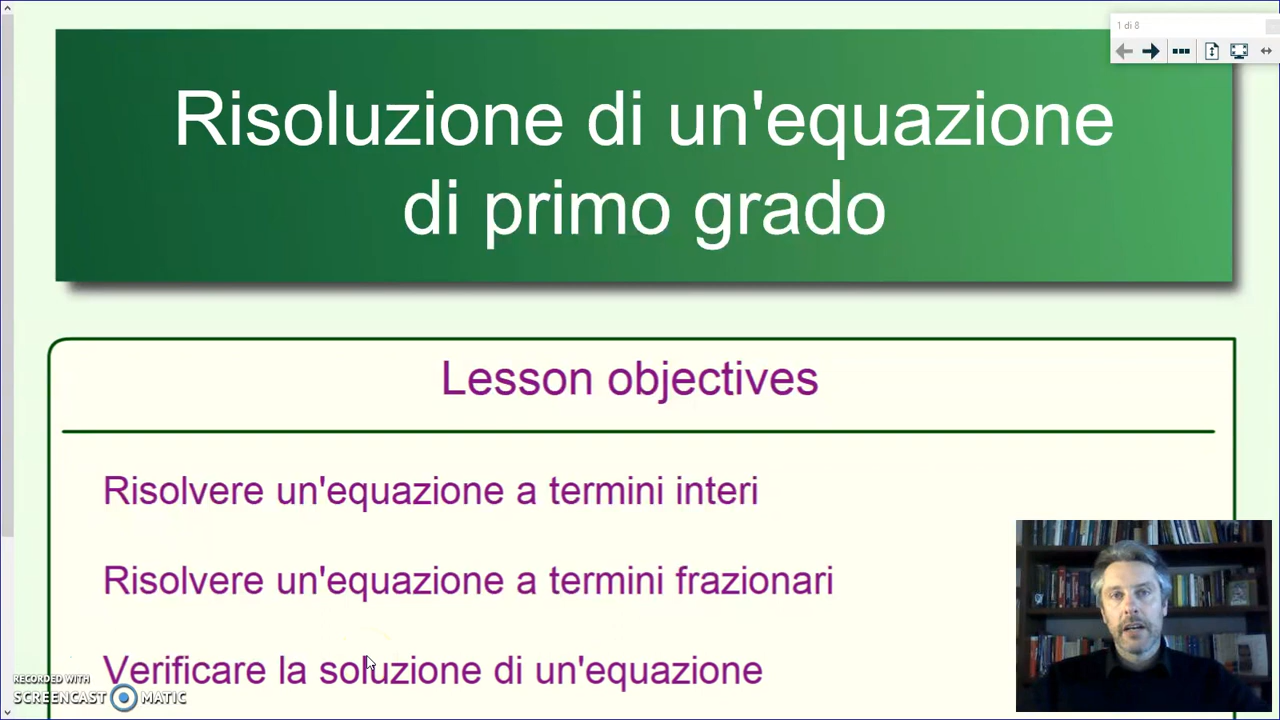 1 di 8
Risoluzione di un'equazione
di primo grado
Lesson objectives
Risolvere un'equazione a termini interi
Risolvere un'equazione a termini frazionari
Verificare la soluzione di un'equazione
RECORDED WITH
SCREENCAST MATIC